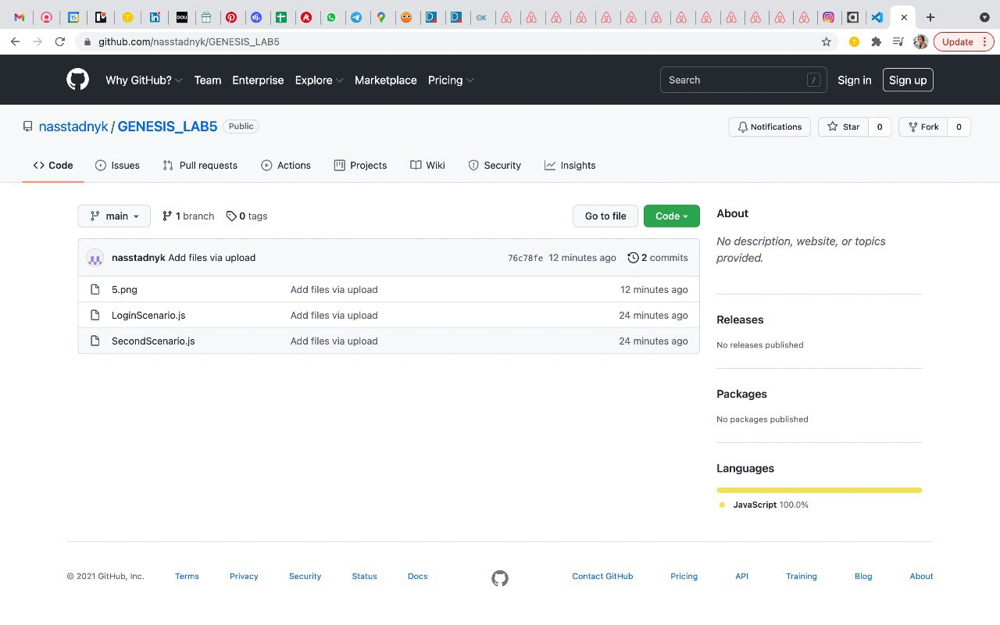 15
T
DOU
dj
OK
github.com/nasstadnyk/GENESIS_LAB5
T
Update
Why GitHub? Team Enterprise Explore Marketplace Pricing
Search /
Sign in Sign up
nasstadnyk / GENESIS_LAB5 Public
Notifications Star 0 Fork 0
Code Issues Pull requests Actions Projects Wiki Security Insights
main 1 branch 0 tags Go to file Code
nasstadnyk Add files via upload 76c78fe 12 minutes ago 2 commits
5.png Add files via upload 12 minutes ago
LoginScenario.js Add files via upload 24 minutes ago
SecondScenario.js Add files via upload 24 minutes ago
About
No description, website, or topics
provided.
Releases
No releases published
Packages
No packages published
Languages
JavaScript 100.0%
© 2021 GitHub, Inc. Terms Privacy Security Status Docs Contact GitHub Pricing API Training Blog About